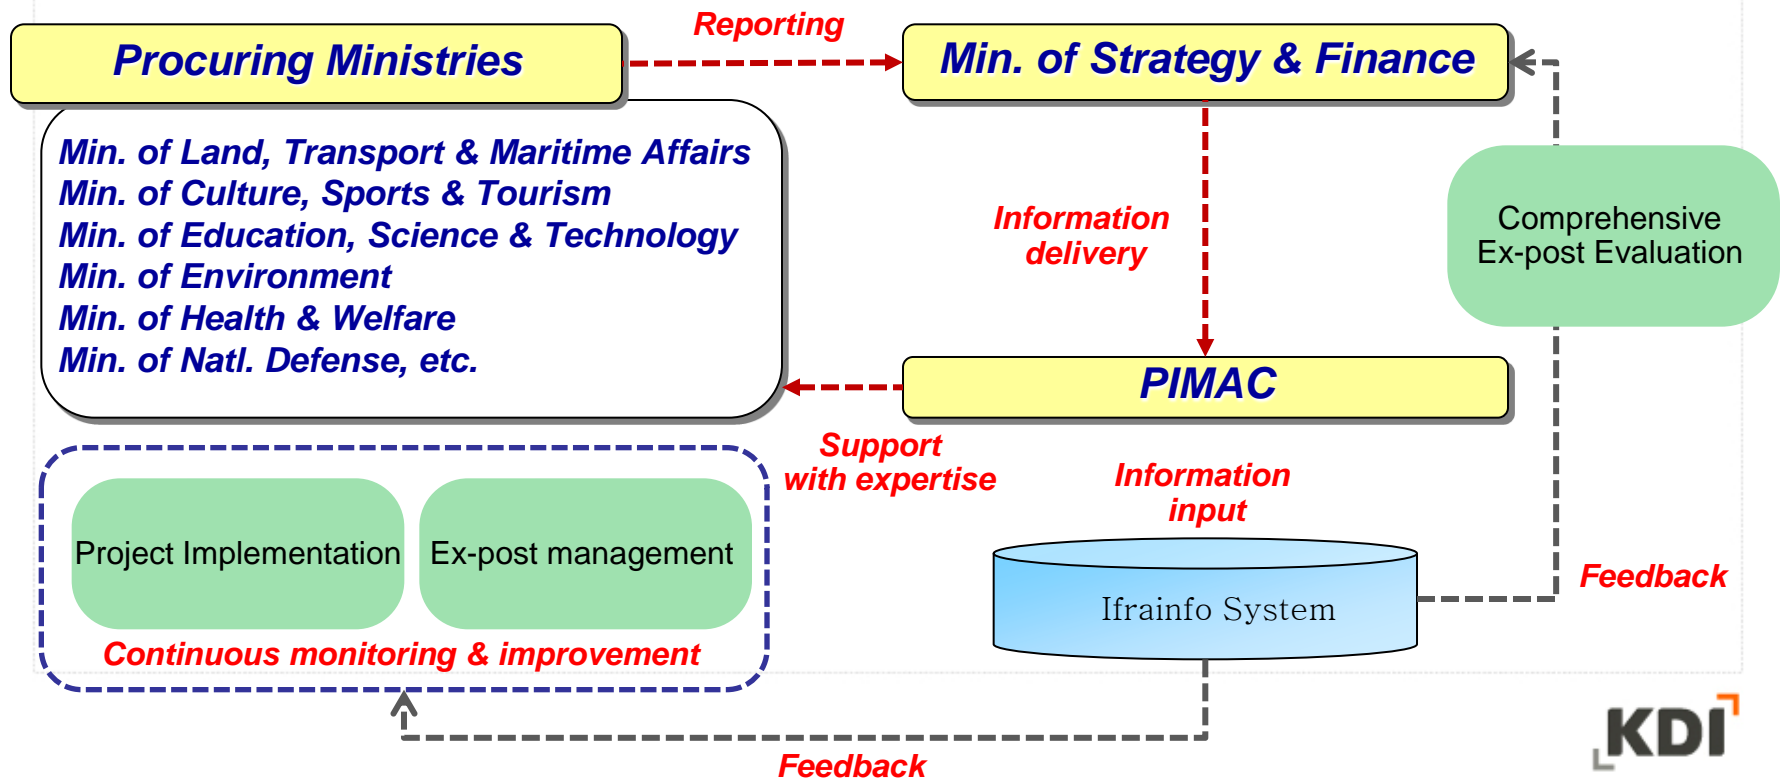 Reporting
Procuring Ministries
Min. of Strategy & Finance
Min. of Land, Transport & Maritime Affairs
Min. of Culture, Sports & Tourism
Min. of Education, Science & Technology
Min. of Environment
Min. of Health & Welfare
Min. of Natl. Defense, etc.
Information
delivery
Comprehensive
Ex-post Evaluation
PIMAC
Support
with expertise
Information
input
Project Implementation
Ex-post management
Continuous monitoring & improvement
Ifrainfo System
Feedback
Feedback
KDI